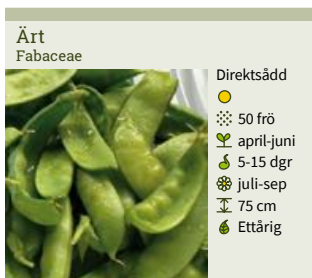 Ärt
Fabaceae
Direktsådd
50 frö
april-juni
5-15 dgr
juli-sep
75 cm
Ettårig